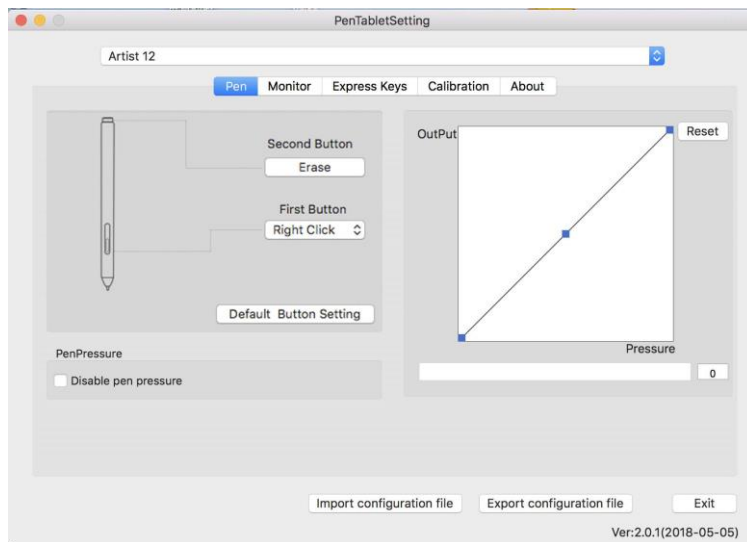 PenTabletSetting
Artist 12
Pen Monitor Express Keys Calibration About
Second Button
Erase
First Button
Right Click
Default Button Setting
OutPut
Reset
Pressure
0
PenPressure
Disable pen pressure
Import configuration file Export configuration file Exit
Ver:2.0.1(2018-05-05)